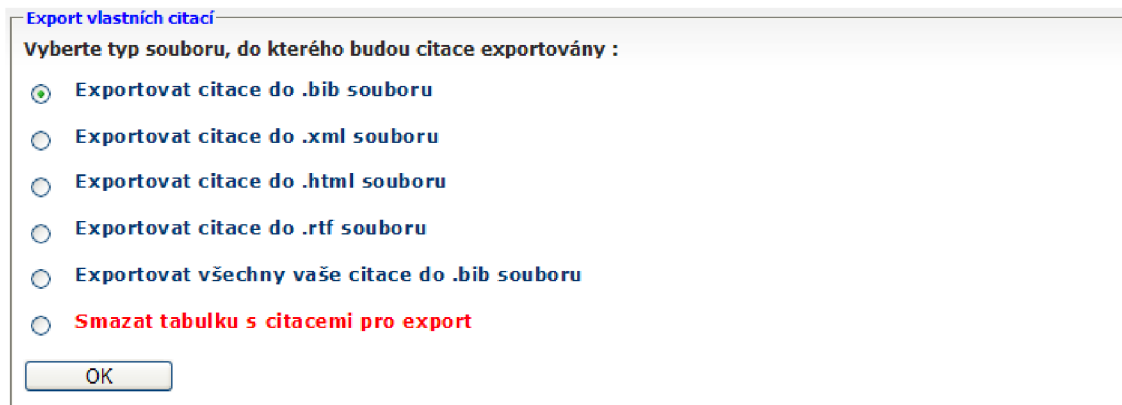 Export vlastních citací
Vyberte typ souboru, do kterého budou citace exportovány :
Exportovat citace do .bib souboru
Exportovat citace do .xml souboru
Exportovat citace do .html souboru
Exportovat citace do .rtf souboru
Exportovat všechny vaše citace do .bib souboru
Smazat tabulku s citacemi pro export
OK